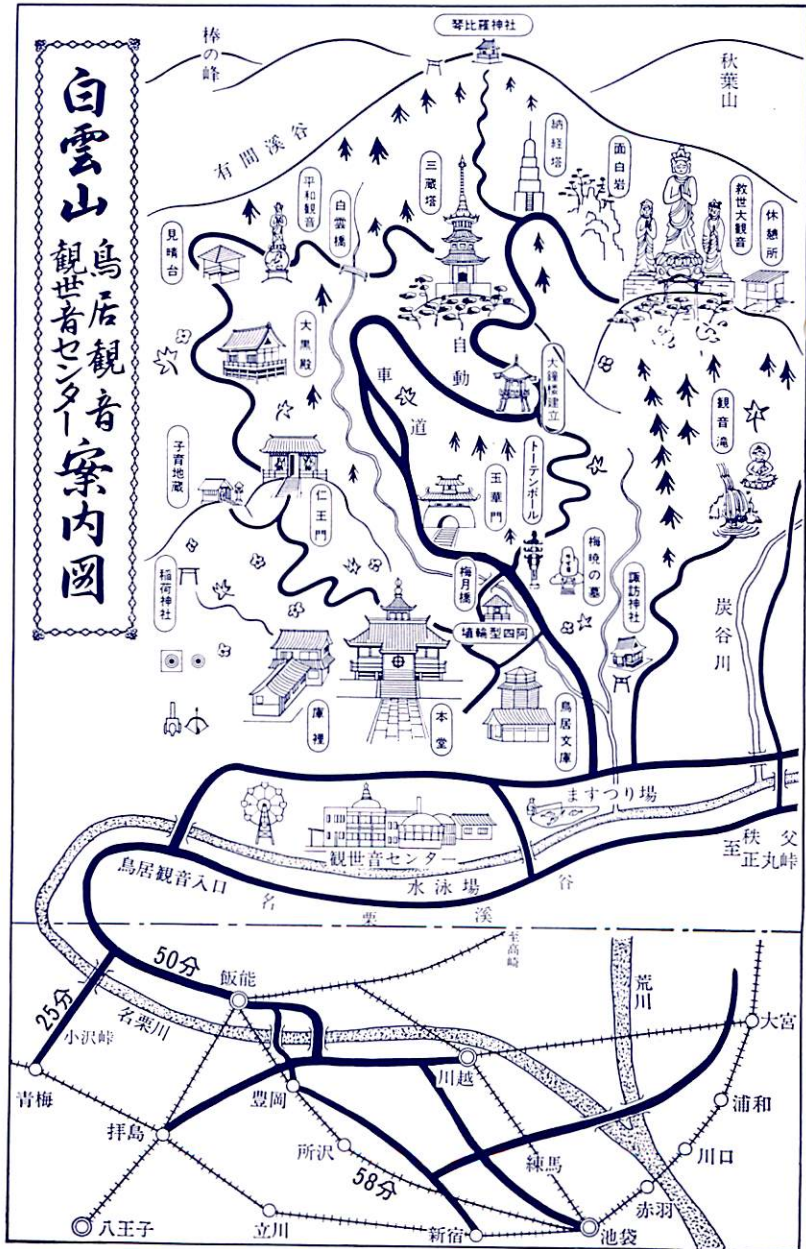 白雲山
鳥居観音
観世音センター
案内図
棒の峰
琴比羅神社
秋葉山
有間渓谷
納経塔
面白岩
三蔵塔
平和観音
白雲橋
見晴台
救世大観音
休憩所
大黒殿
自動車道
大鐘楼建立
観音滝
トーテンポール
子育地蔵
仁王門
玉華門
梅暁の墓
諏訪神社
炭谷川
稲荷神社
梅月橋
埴輪型四阿
庫裡
本堂
鳥居文庫
ますつり場
観世音センター
至秩父
正丸峠
鳥居観音入口
水泳場
名栗渓谷
至高崎
50分
飯能
荒川
25分
名栗川
大宮
小沢峠
青梅
豊岡
川越
浦和
拝島
所沢
練馬
川口
58分
赤羽
八王子
立川
新宿
池袋